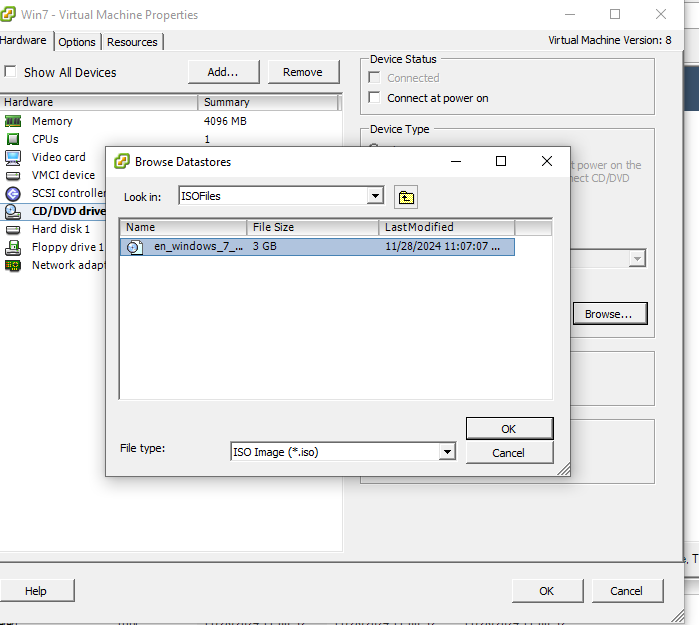 Win7 - Virtual Machine Properties
Hardware Options Resources
Virtual Machine Version: 8
Show All Devices
Add...
Remove
Hardware Summary
Memory 4096 MB
CPUs 1
Video card
VMCI device
SCSI controller
CD/DVD drive
Hard disk 1
Floppy drive 1
Network adapt
Device Status
Connected
Connect at power on
Device Type
t power on the
nect CD/DVD
Browse...
Browse Datastores
Look in: ISOFiles
Name File Size LastModified
en_windows_7_... 3 GB 11/28/2024 11:07:07 ...
File type: ISO Image (*.iso)
OK
Cancel
Help
OK
Cancel